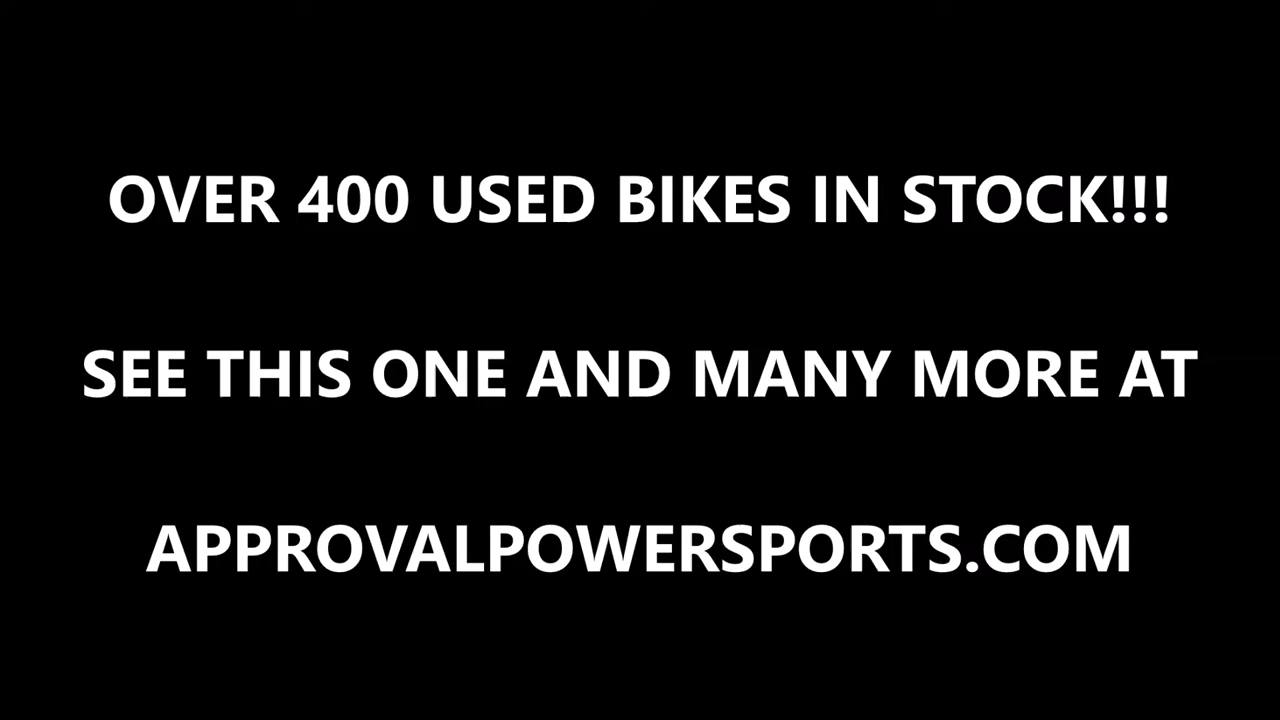 OVER 400 USED BIKES IN STOCK!!!
SEE THIS ONE AND MANY MORE AT
APPROVALPOWERSPORTS.COM